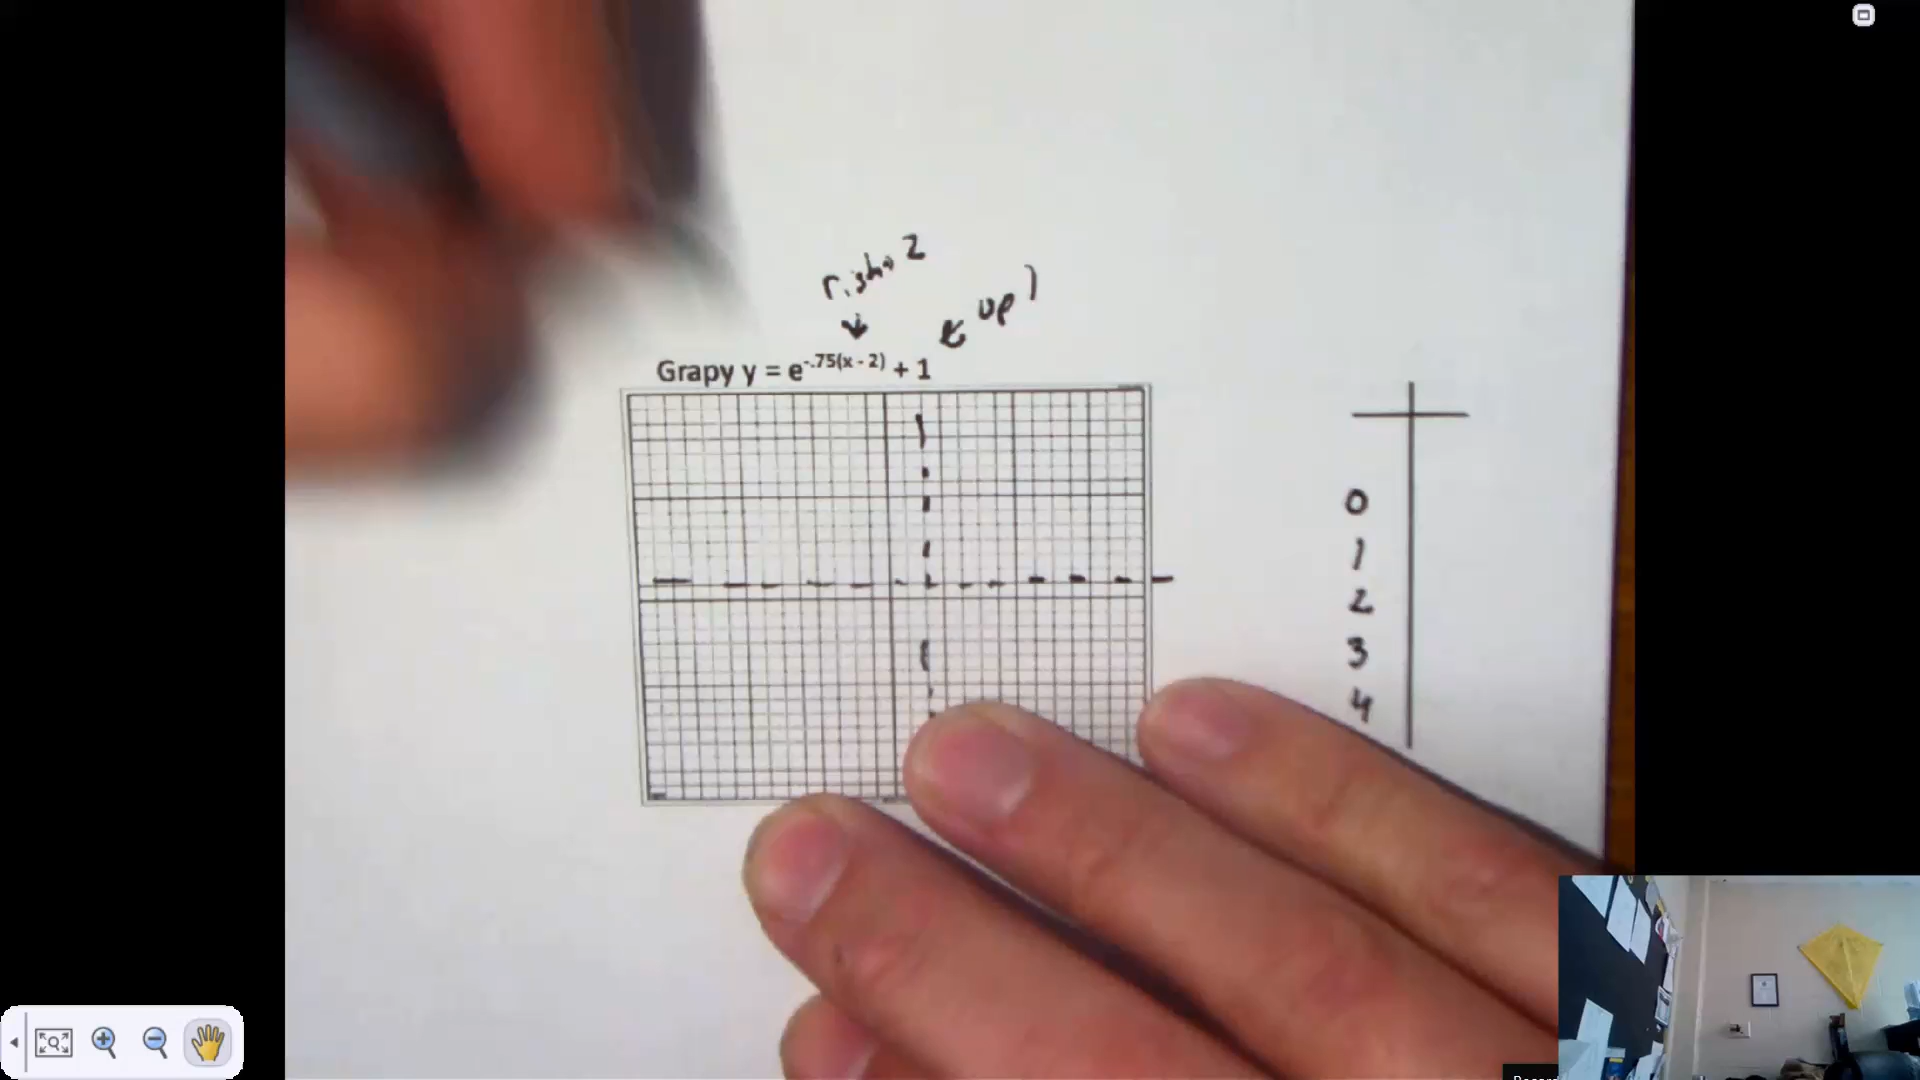 right 2
up 1
Grapy y = e^-.75(x - 2) + 1
0
1
2
3
4